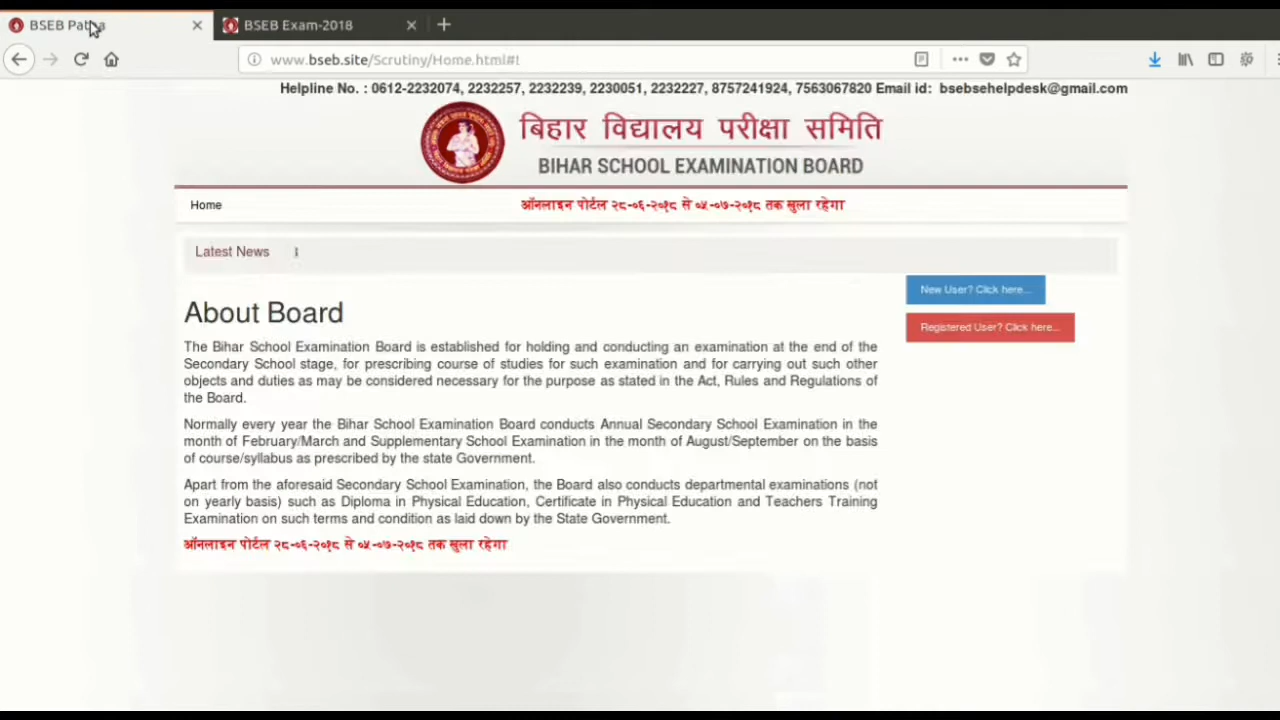 BSEB Patna
BSEB Exam-2018
www.bseb.site/Scrutiny/Home.html#!
Helpline No. : 0612-2232074, 2232257, 2232239, 2230051, 2232227, 8757241924, 7563067820 Email id: bsebsehelpdesk@gmail.com
बिहार विद्यालय परीक्षा समिति
BIHAR SCHOOL EXAMINATION BOARD
Home
ऑनलाइन पोर्टल २८-०६-२०१८ से ०५-०७-२०१८ तक खुला रहेगा
Latest News
New User? Click here...
Registered User? Click here...
About Board
The Bihar School Examination Board is established for holding and conducting an examination at the end of the
Secondary School stage, for prescribing course of studies for such examination and for carrying out such other
objects and duties as may be considered necessary for the purpose as stated in the Act, Rules and Regulations of
the Board.
Normally every year the Bihar School Examination Board conducts Annual Secondary School Examination in the
month of February/March and Supplementary School Examination in the month of August/September on the basis
of course/syllabus as prescribed by the state Government.
Apart from the aforesaid Secondary School Examination, the Board also conducts departmental examinations (not
on yearly basis) such as Diploma in Physical Education, Certificate in Physical Education and Teachers Training
Examination on such terms and condition as laid down by the State Government.
ऑनलाइन पोर्टल २८-०६-२०१८ से ०५-०७-२०१८ तक खुला रहेगा